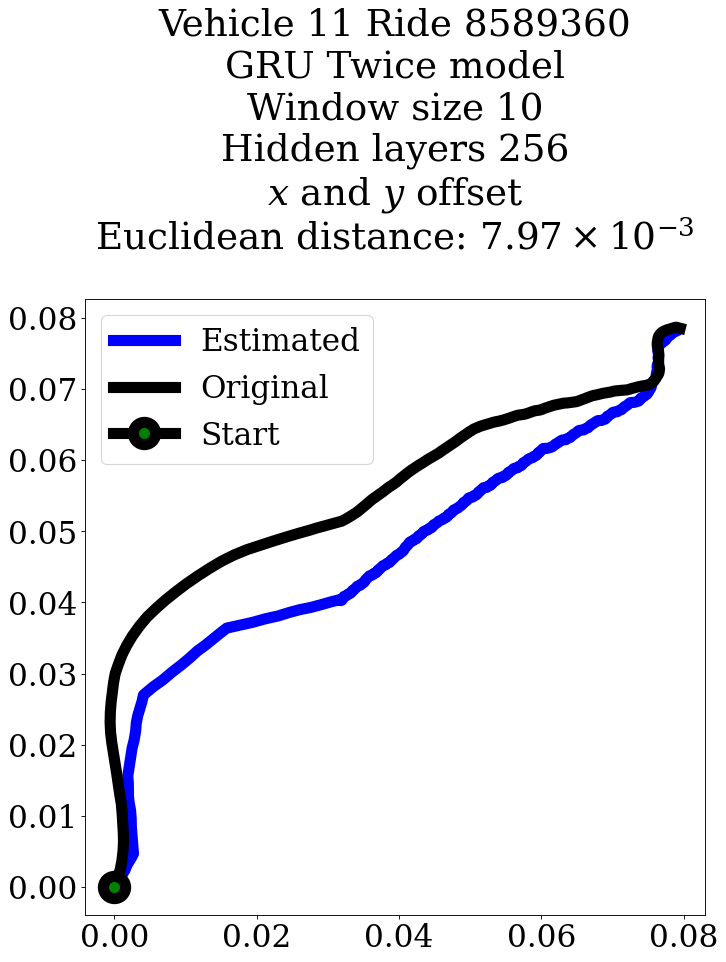 Vehicle 11 Ride 8589360
GRU Twice model
Window size 10
Hidden layers 256
x and y offset
Euclidean distance: 7.97 × 10⁻³
Estimated
Original
Start
0.08
0.07
0.06
0.05
0.04
0.03
0.02
0.01
0.00
0.00 0.02 0.04 0.06 0.08